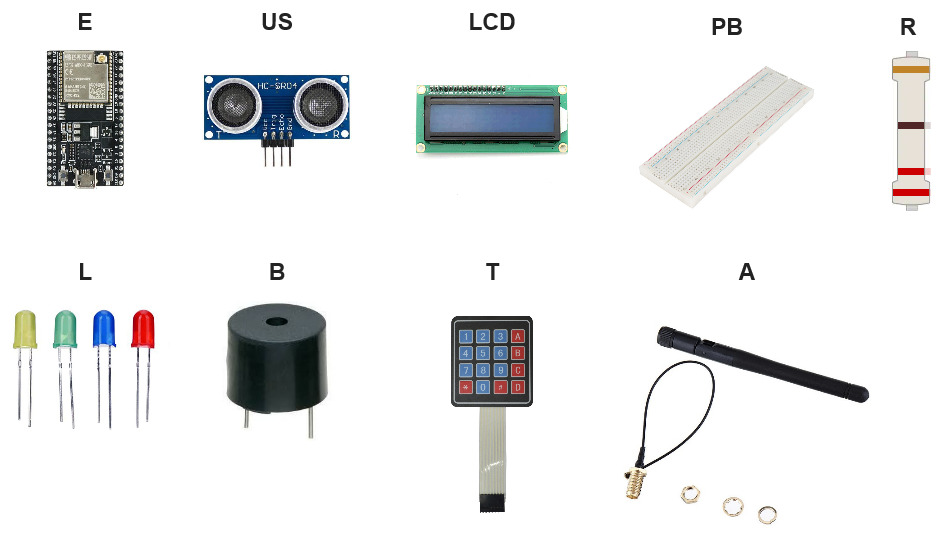 E
US
LCD
PB
R
HC-SR04
T
Vcc
Trig
Echo
Gnd
R
L
B
T
A
1 2 3 A
4 5 6 B
7 8 9 C
* 0 # D